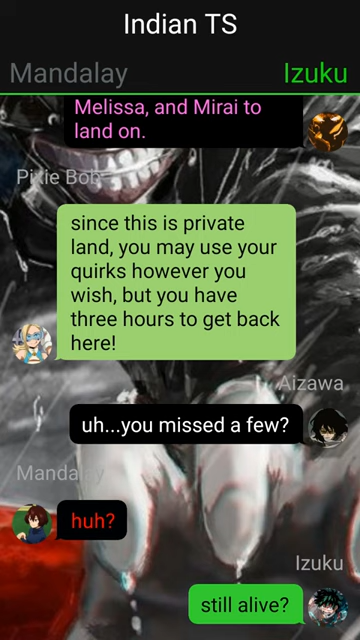 Indian TS
Mandalay
Izuku
Melissa, and Mirai to
land on.
Pixie Bob
since this is private
land, you may use your
quirks however you
wish, but you have
three hours to get back
here!
Aizawa
uh...you missed a few?
Mandalay
huh?
Izuku
still alive?